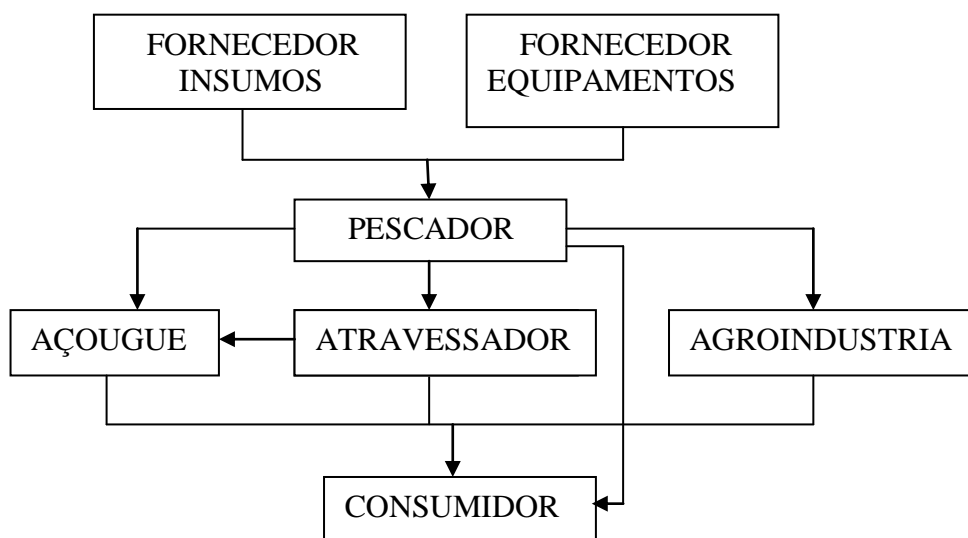 FORNECEDOR
INSUMOS
FORNECEDOR
EQUIPAMENTOS
PESCADOR
AÇOUGUE
ATRAVESSADOR
AGROINDUSTRIA
CONSUMIDOR